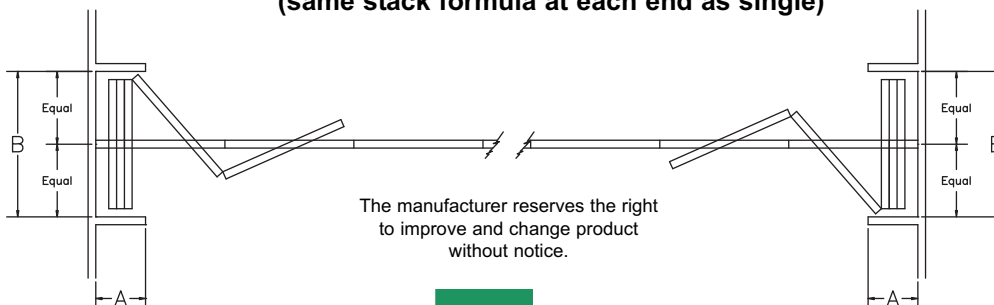 (same stack formula at each end as single)
Equal
Equal
B
B
Equal
Equal
The manufacturer reserves the right
to improve and change product
without notice.
A
A